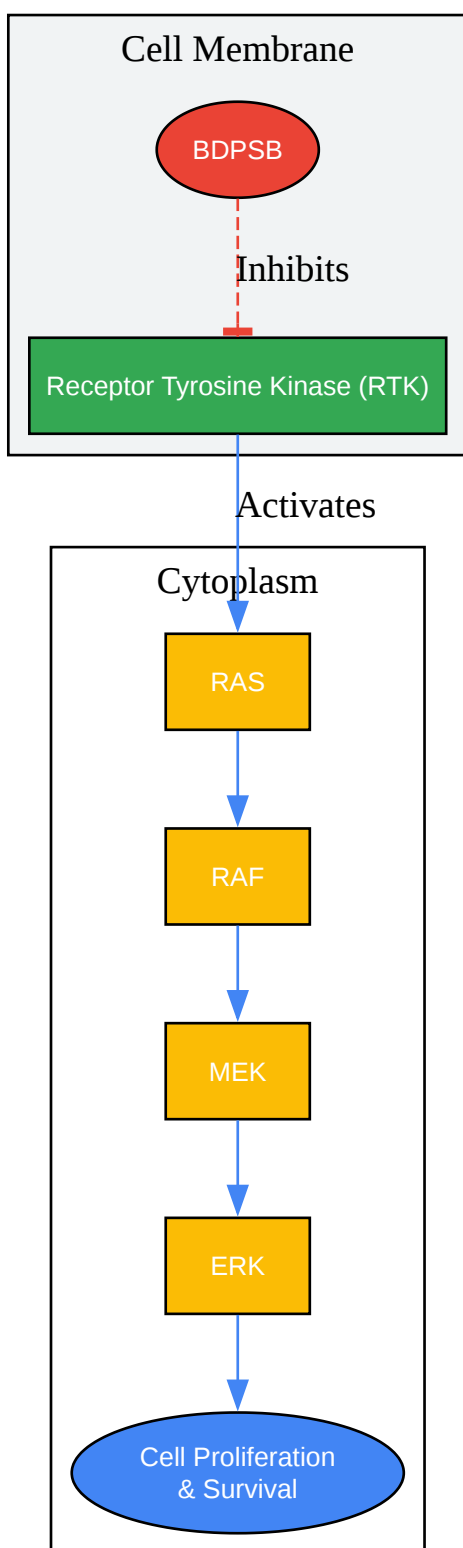 Cell Membrane
BDPSB
Inhibits
Receptor Tyrosine Kinase (RTK)
Activates
Cytoplasm
RAS
RAF
MEK
ERK
Cell Proliferation
& Survival